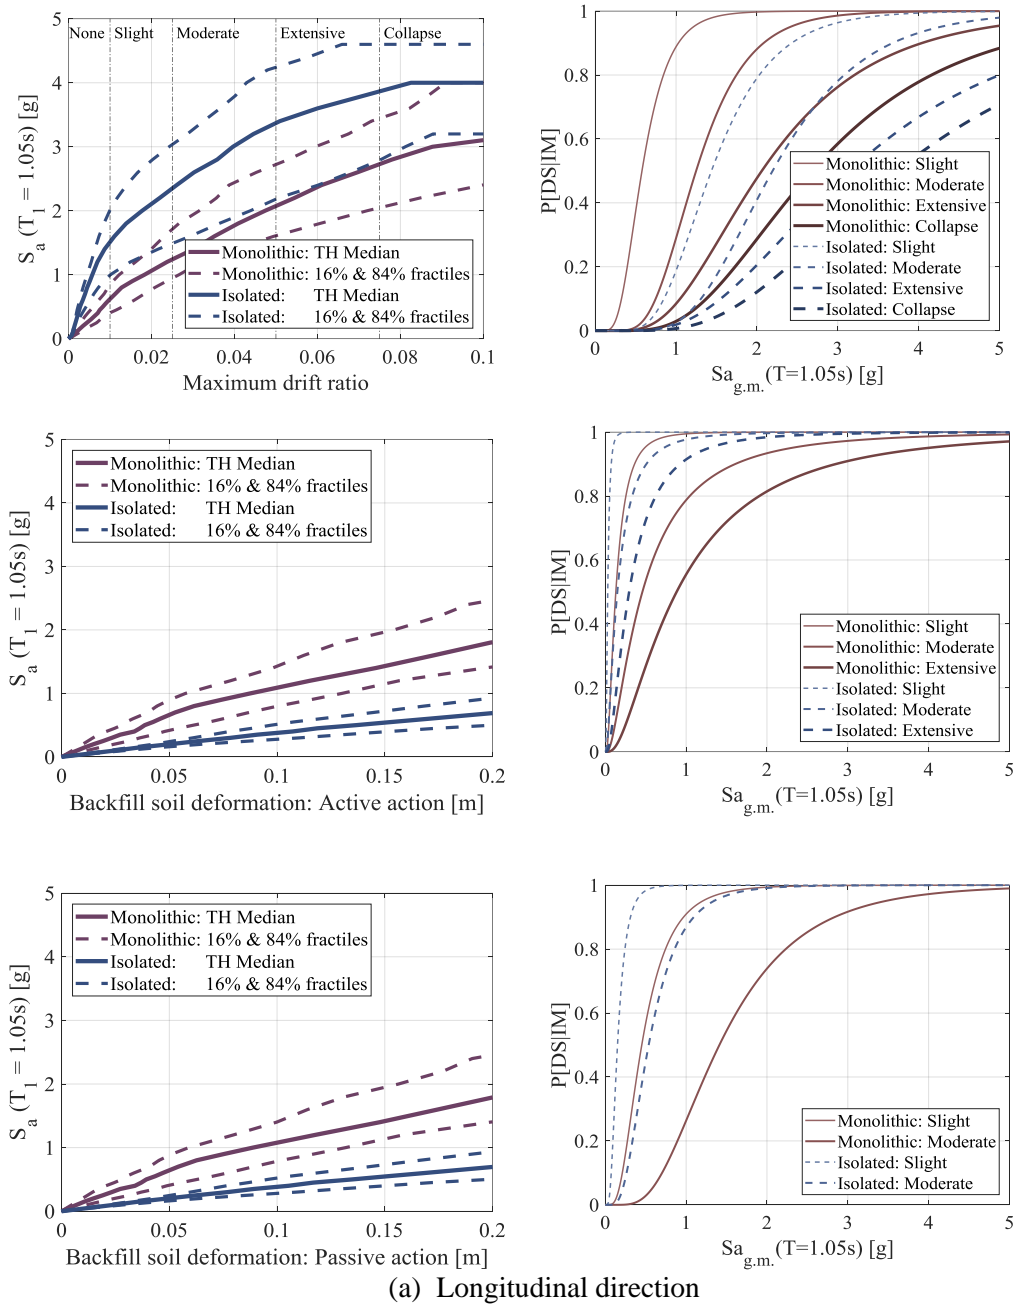 None Slight Moderate Extensive Collapse
5
4
3
2
1
0
S_a (T_1 = 1.05s) [g]
Monolithic: TH Median
Monolithic: 16% & 84% fractiles
Isolated: TH Median
Isolated: 16% & 84% fractiles
0 0.02 0.04 0.06 0.08 0.1
Maximum drift ratio
1
0.8
0.6
0.4
0.2
0
P[DS|IM]
Monolithic: Slight
Monolithic: Moderate
Monolithic: Extensive
Monolithic: Collapse
Isolated: Slight
Isolated: Moderate
Isolated: Extensive
Isolated: Collapse
0 1 2 3 4 5
Sa_g.m.(T=1.05s) [g]
5
4
3
2
1
0
S_a (T_1 = 1.05s) [g]
Monolithic: TH Median
Monolithic: 16% & 84% fractiles
Isolated: TH Median
Isolated: 16% & 84% fractiles
0 0.05 0.1 0.15 0.2
Backfill soil deformation: Active action [m]
1
0.8
0.6
0.4
0.2
0
P[DS|IM]
Monolithic: Slight
Monolithic: Moderate
Monolithic: Extensive
Isolated: Slight
Isolated: Moderate
Isolated: Extensive
0 1 2 3 4 5
Sa_g.m.(T=1.05s) [g]
5
4
3
2
1
0
S_a (T_1 = 1.05s) [g]
Monolithic: TH Median
Monolithic: 16% & 84% fractiles
Isolated: TH Median
Isolated: 16% & 84% fractiles
0 0.05 0.1 0.15 0.2
Backfill soil deformation: Passive action [m]
1
0.8
0.6
0.4
0.2
0
P[DS|IM]
Monolithic: Slight
Monolithic: Moderate
Isolated: Slight
Isolated: Moderate
0 1 2 3 4 5
Sa_g.m.(T=1.05s) [g]
(a) Longitudinal direction